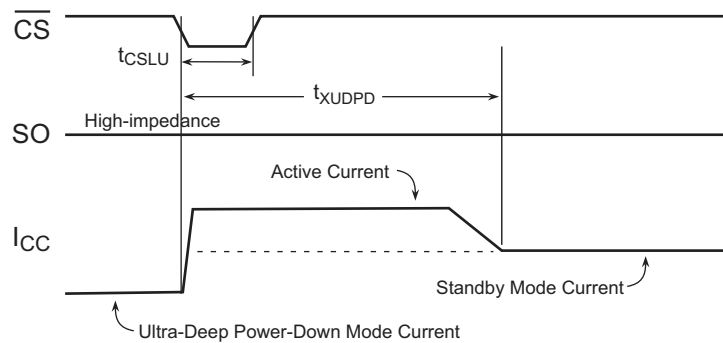 CS
tCSLU
tXUDPD
High-impedance
SO
Active Current
ICC
Standby Mode Current
Ultra-Deep Power-Down Mode Current